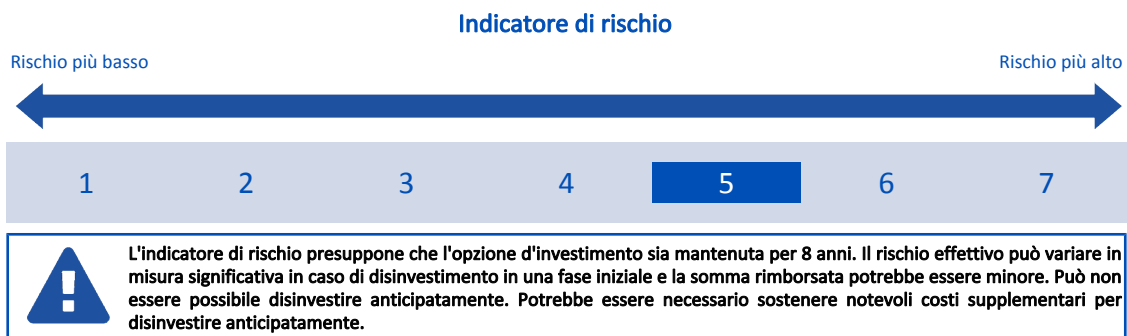 Indicatore di rischio
Rischio più basso Rischio più alto
1 2 3 4 5 6 7
L'indicatore di rischio presuppone che l'opzione d'investimento sia mantenuta per 8 anni. Il rischio effettivo può variare in
misura significativa in caso di disinvestimento in una fase iniziale e la somma rimborsata potrebbe essere minore. Può non
essere possibile disinvestire anticipatamente. Potrebbe essere necessario sostenere notevoli costi supplementari per
disinvestire anticipatamente.